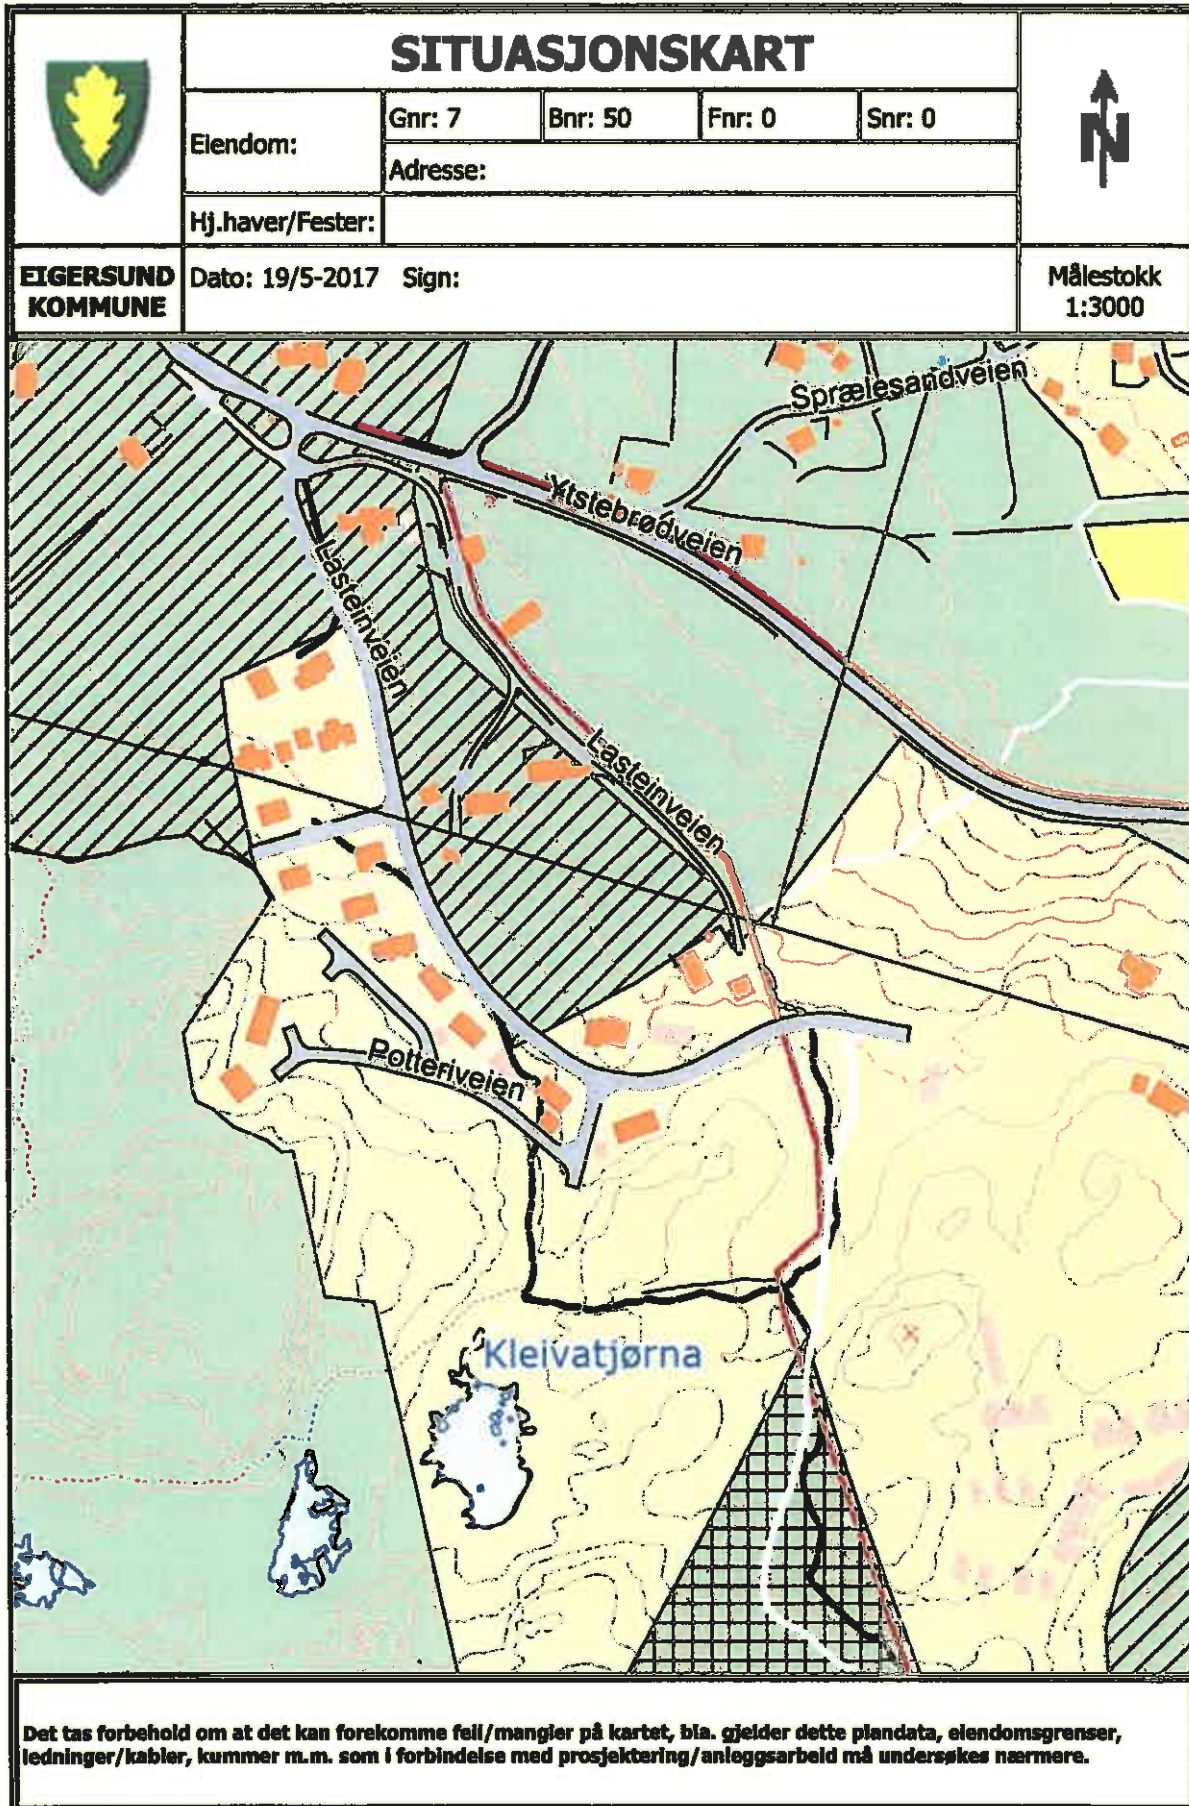 SITUASJONSKART
Eiendom:
Gnr: 7
Bnr: 50
Fnr: 0
Snr: 0
Adresse:
Hj.haver/Fester:
N
EIGERSUND
KOMMUNE
Dato: 19/5-2017 Sign:
Målestokk
1:3000
Sprælesandveien
Ytstebrødveien
Lasteinveien
Lasteinveien
Potteriveien
Kleivatjørna
Det tas forbehold om at det kan forekomme feil/mangler på kartet, bla. gjelder dette plandata, eiendomsgrenser,
ledninger/kabler, kummer m.m. som i forbindelse med prosjektering/anleggsarbeid må undersøkes nærmere.